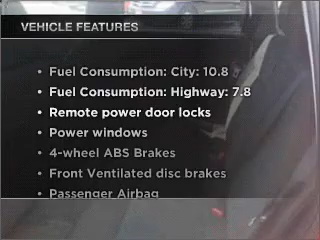 VEHICLE FEATURES
• Fuel Consumption: City: 10.8
• Fuel Consumption: Highway: 7.8
• Remote power door locks
• Power windows
• 4-wheel ABS Brakes
• Front Ventilated disc brakes
• Passenger Airbag